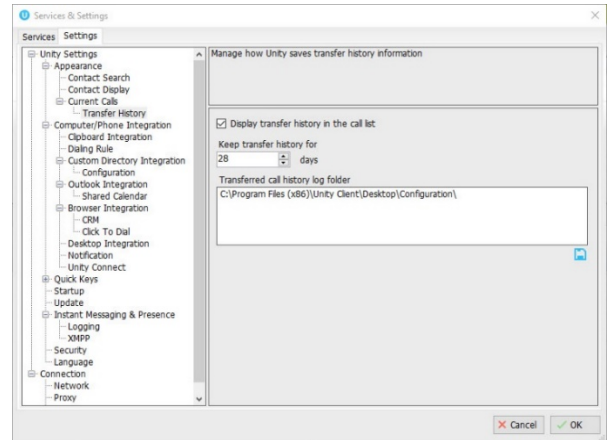 Services & Settings
Services Settings
Unity Settings
Appearance
Contact Search
Contact Display
Current Calls
Transfer History
Computer/Phone Integration
Clipboard Integration
Dialing Rule
Custom Directory Integration
Configuration
Outlook Integration
Shared Calendar
Browser Integration
CRM
Click To Dial
Desktop Integration
Notification
Unity Connect
Quick Keys
Startup
Update
Instant Messaging & Presence
Logging
XMPP
Security
Language
Connection
Network
Proxy
Manage how Unity saves transfer history information
Display transfer history in the call list
Keep transfer history for
28 days
Transferred call history log folder
C:\Program Files (x86)\Unity Client\Desktop\Configuration\
Cancel OK